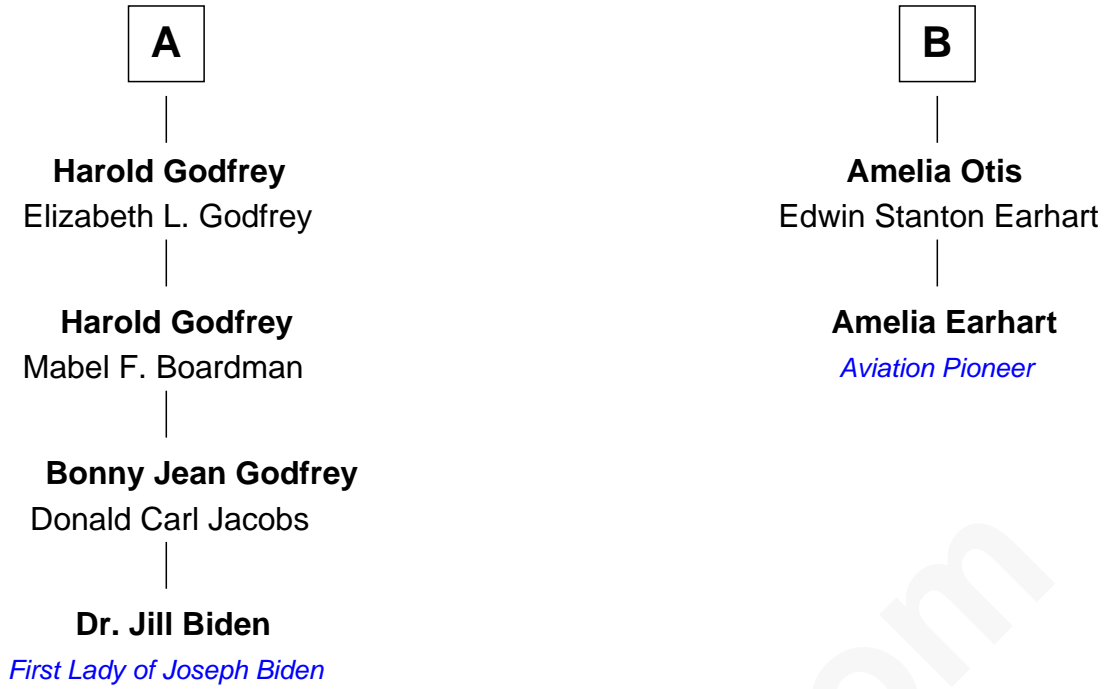 A
Harold Godfrey
Elizabeth L. Godfrey
Harold Godfrey
Mabel F. Boardman
Bonny Jean Godfrey
Donald Carl Jacobs
Dr. Jill Biden
First Lady of Joseph Biden
B
Amelia Otis
Edwin Stanton Earhart
Amelia Earhart
Aviation Pioneer
om